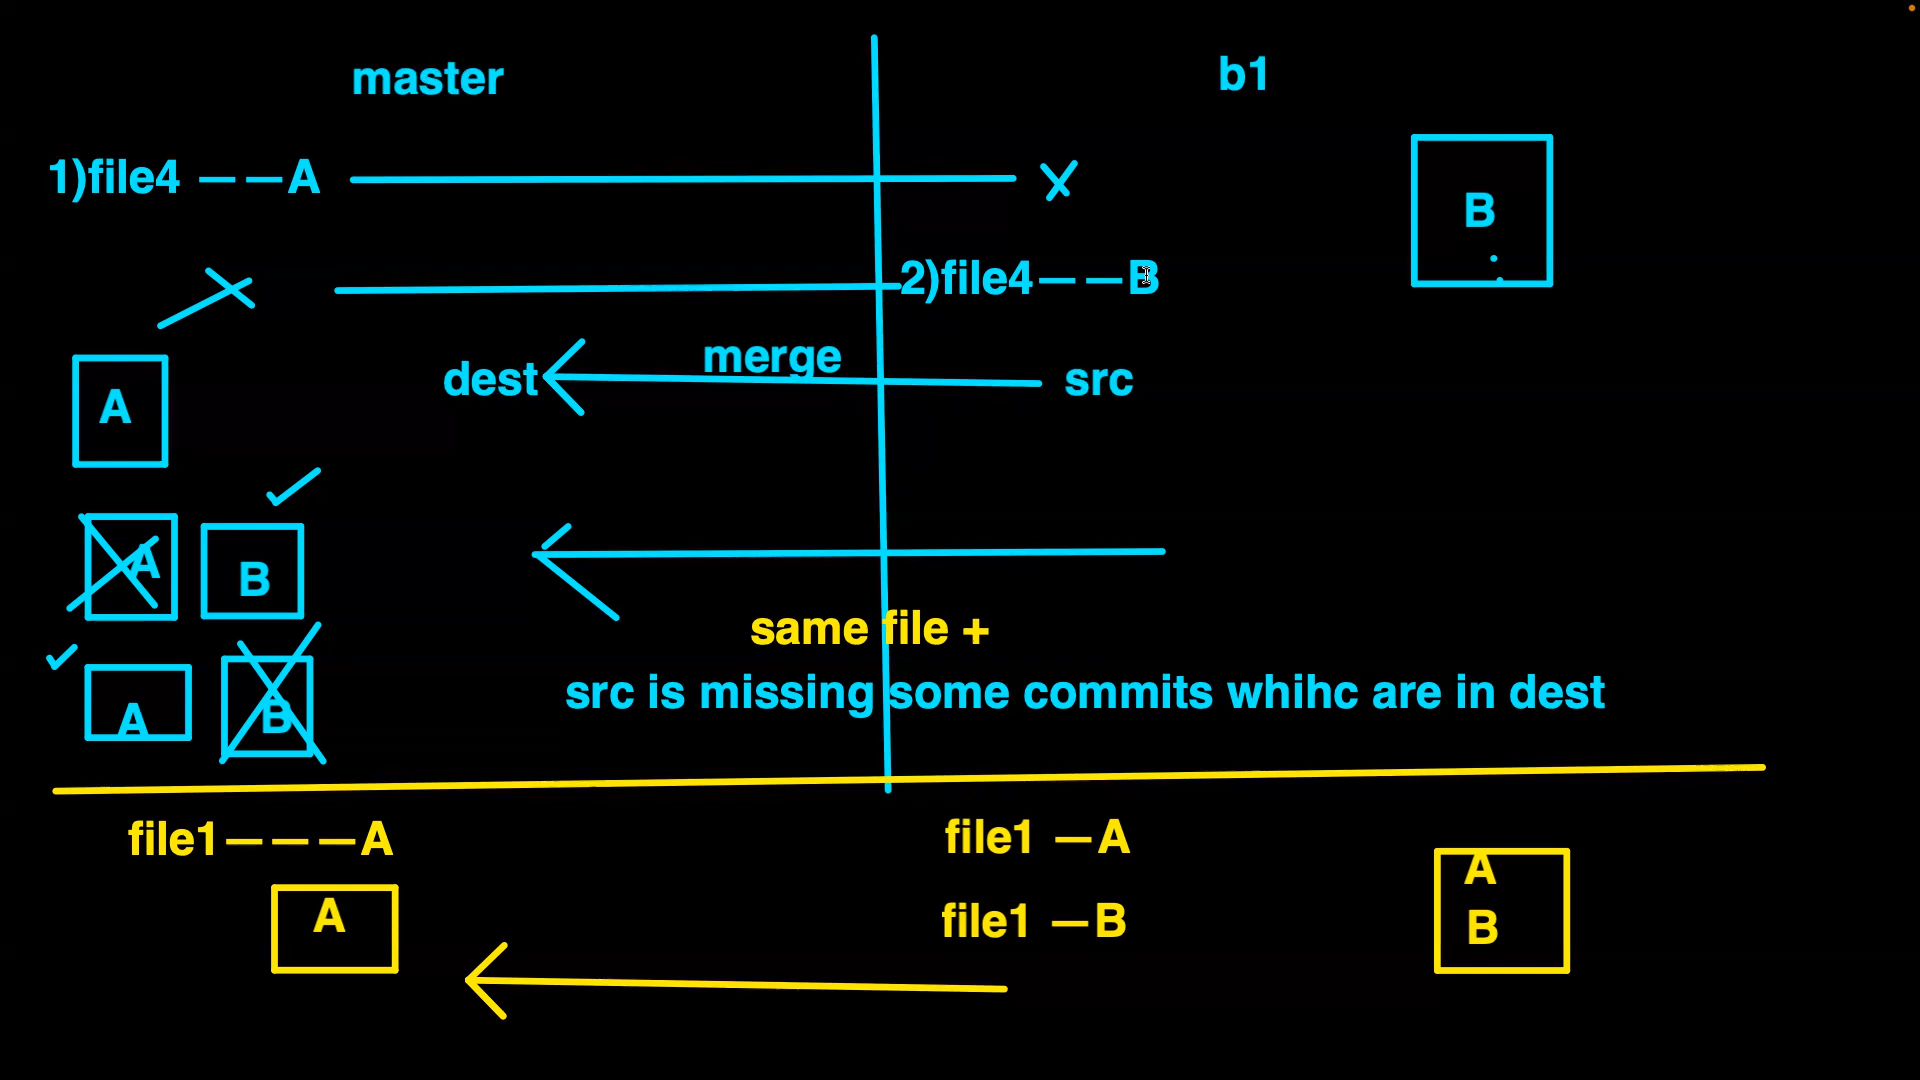 master
b1
1)file4 ---A
B
2)file4---B
merge
dest
src
A
A
B
same file +
src is missing some commits whihc are in dest
A
B
file1----A
file1 -A
A
A
file1 -B
B